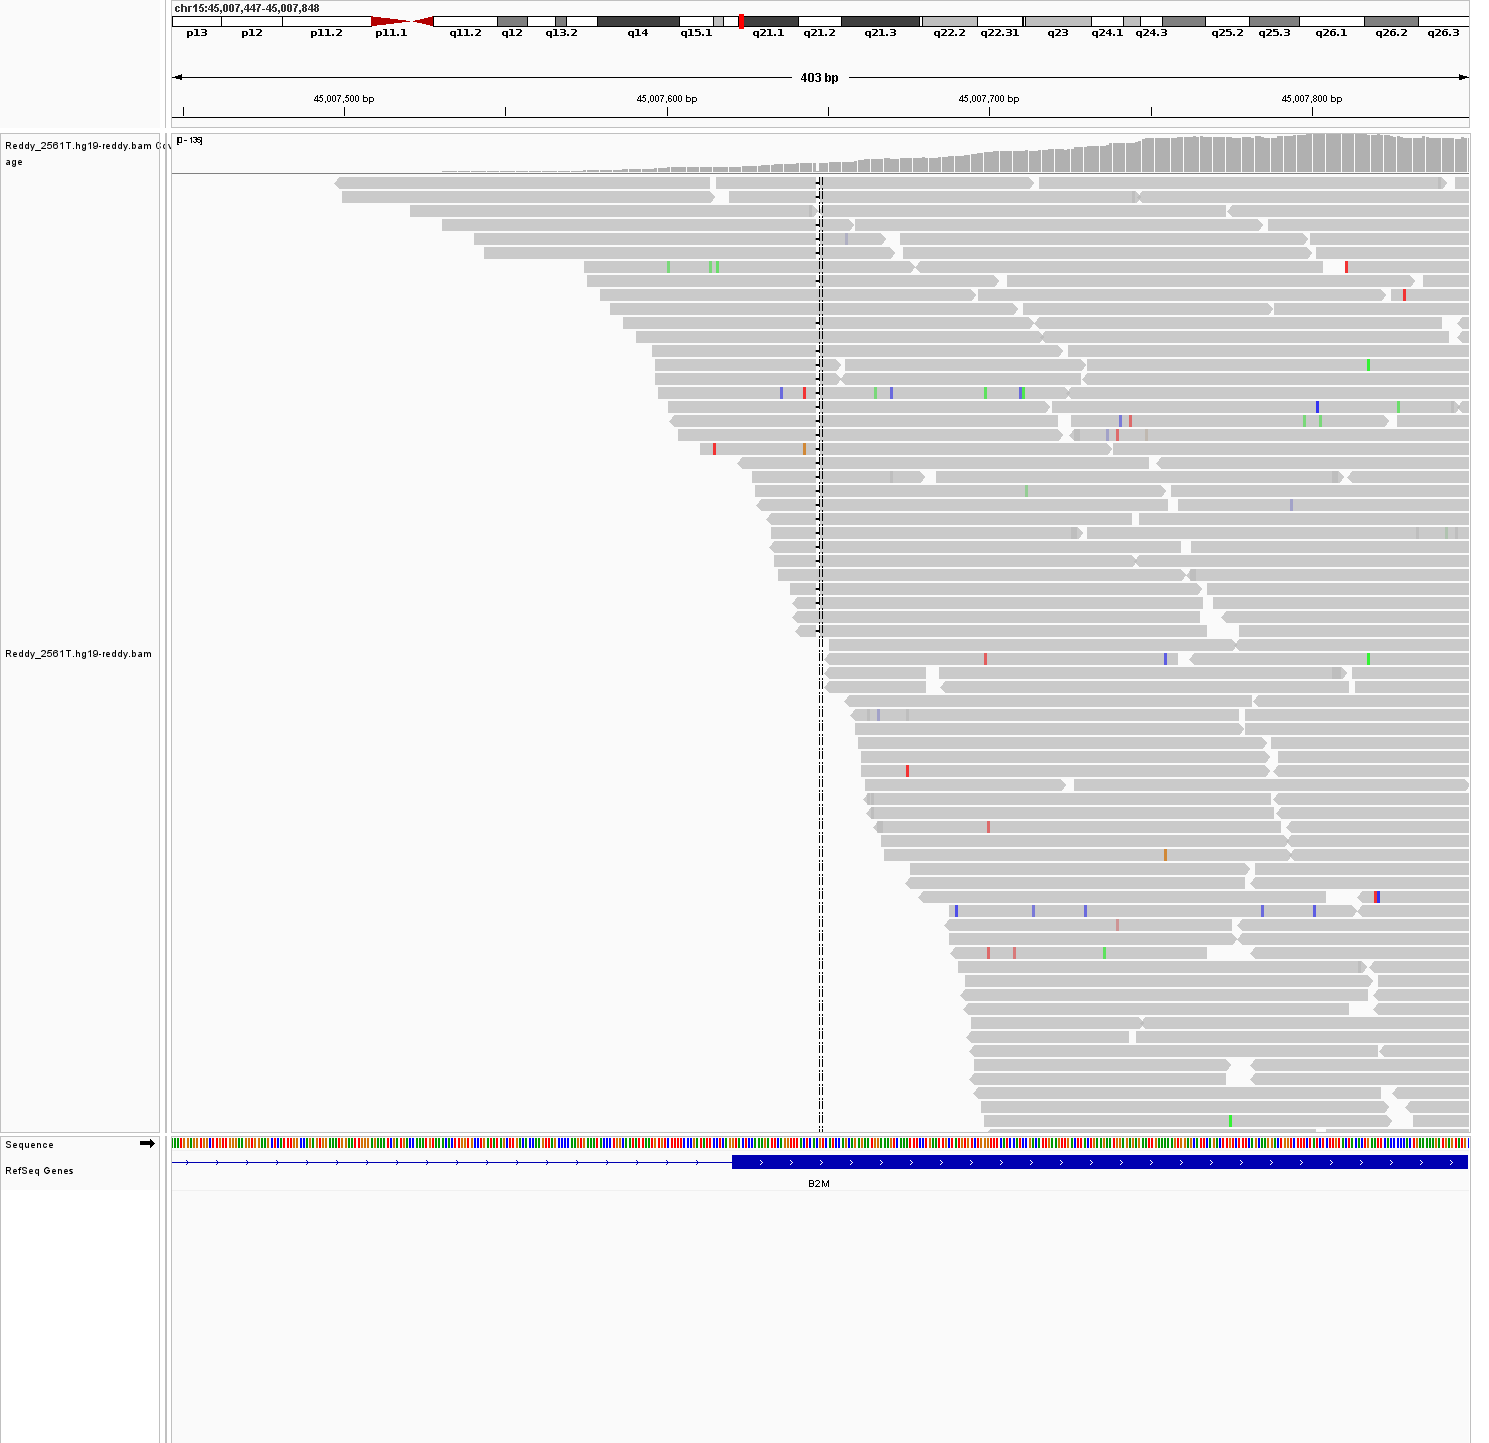 chr15:45,007,447-45,007,848
p13 p12 p11.2 p11.1 q11.2 q12 q13.2 q14 q15.1 q21.1 q21.2 q21.3 q22.2 q22.31 q23 q24.1 q24.3 q25.2 q25.3 q26.1 q26.2 q26.3
403 bp
45,007,500 bp 45,007,600 bp 45,007,700 bp 45,007,800 bp
Reddy_2561T.hg19-reddy.bam Cov
age
Reddy_2561T.hg19-reddy.bam
Sequence
RefSeq Genes
B2M